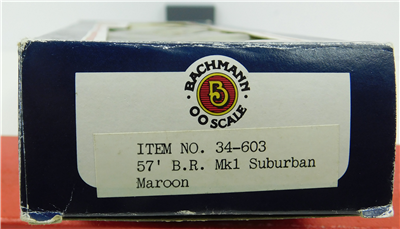 BACHMANN
B
OO SCALE
ITEM NO. 34-603
57' B.R. Mk1 Suburban
Maroon